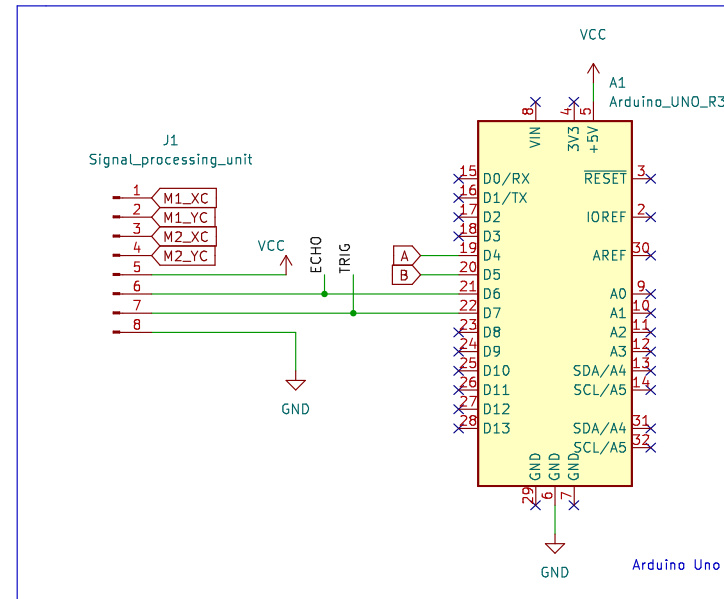 VCC
A1
Arduino_UNO_R3
8
4
5
VIN
3V3
+5V
J1
Signal_processing_unit
1 M1_XC
2 M1_YC
3 M2_XC
4 M2_YC
5
6
7
8
VCC
ECHO
TRIG
GND
A
B
15 D0/RX
16 D1/TX
17 D2
18 D3
19 D4
20 D5
21 D6
22 D7
23 D8
24 D9
25 D10
26 D11
27 D12
28 D13
RESET 3
IOREF 2
AREF 30
A0 9
A1 10
A2 11
A3 12
SDA/A4 13
SCL/A5 14
SDA/A4 31
SCL/A5 32
GND
GND
GND
29
6
7
GND
Arduino Uno